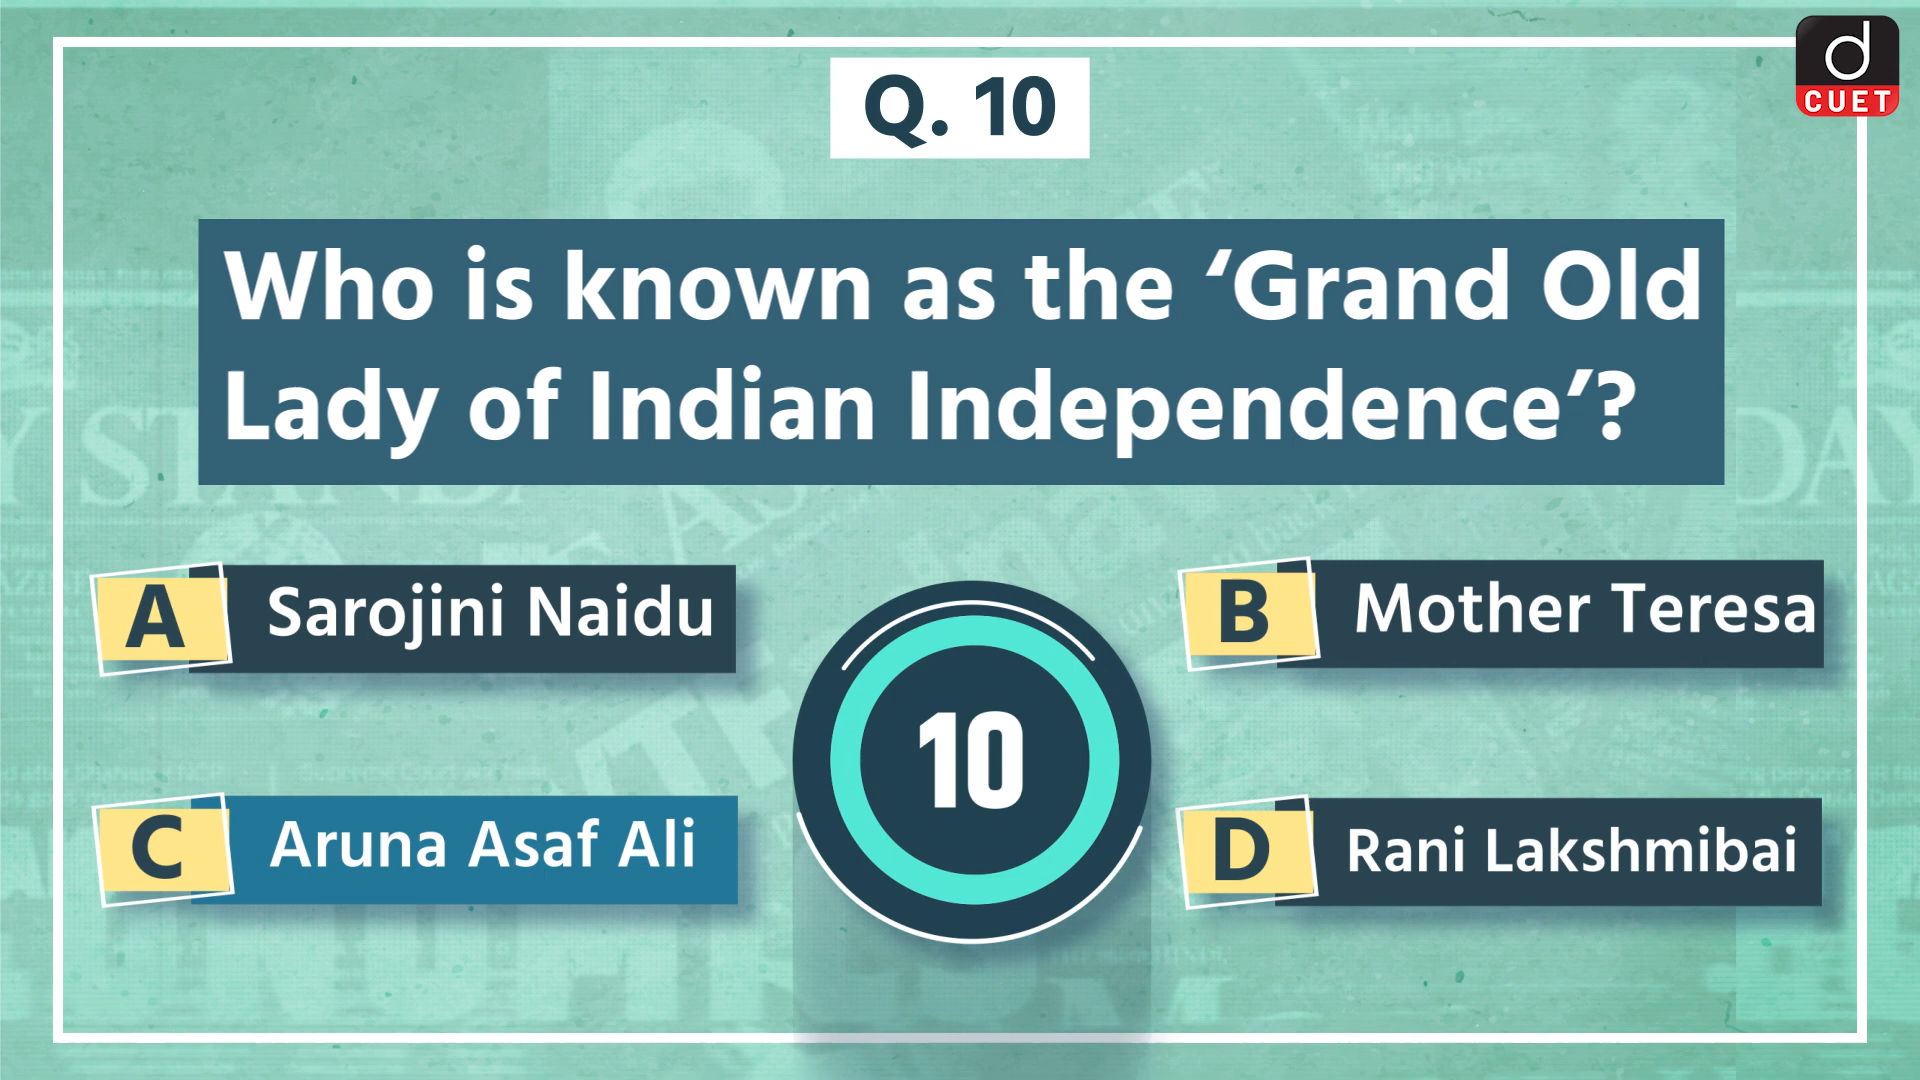 d
CUET
Q. 10
Who is known as the ‘Grand Old
Lady of Indian Independence’?
A Sarojini Naidu
B Mother Teresa
10
C Aruna Asaf Ali
D Rani Lakshmibai